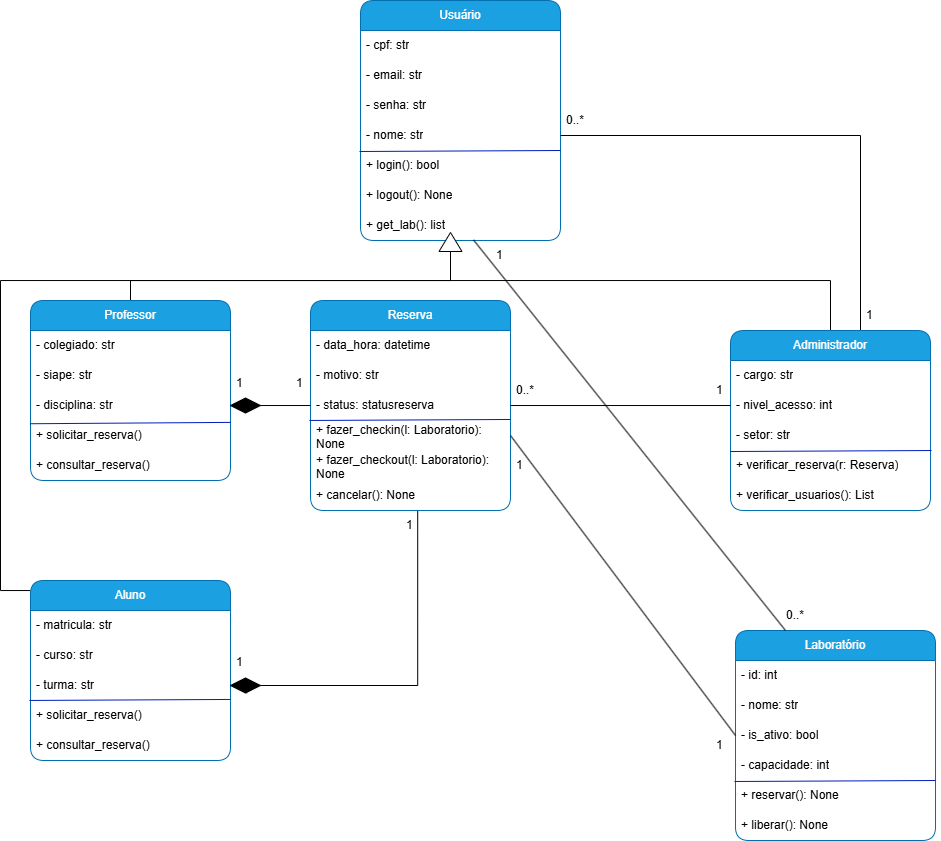 Usuário
- cpf: str
- email: str
- senha: str
- nome: str
+ login(): bool
+ logout(): None
+ get_lab(): list
0..*
1
1
Professor
- colegiado: str
- siape: str
- disciplina: str
+ solicitar_reserva()
+ consultar_reserva()
1
1
Reserva
- data_hora: datetime
- motivo: str
- status: statusreserva
+ fazer_checkin(l: Laboratorio):
None
+ fazer_checkout(l: Laboratorio):
None
+ cancelar(): None
0..*
1
1
1
Administrador
- cargo: str
- nivel_acesso: int
- setor: str
+ verificar_reserva(r: Reserva)
+ verificar_usuarios(): List
Aluno
- matricula: str
- curso: str
- turma: str
+ solicitar_reserva()
+ consultar_reserva()
1
0..*
1
Laboratório
- id: int
- nome: str
- is_ativo: bool
- capacidade: int
+ reservar(): None
+ liberar(): None